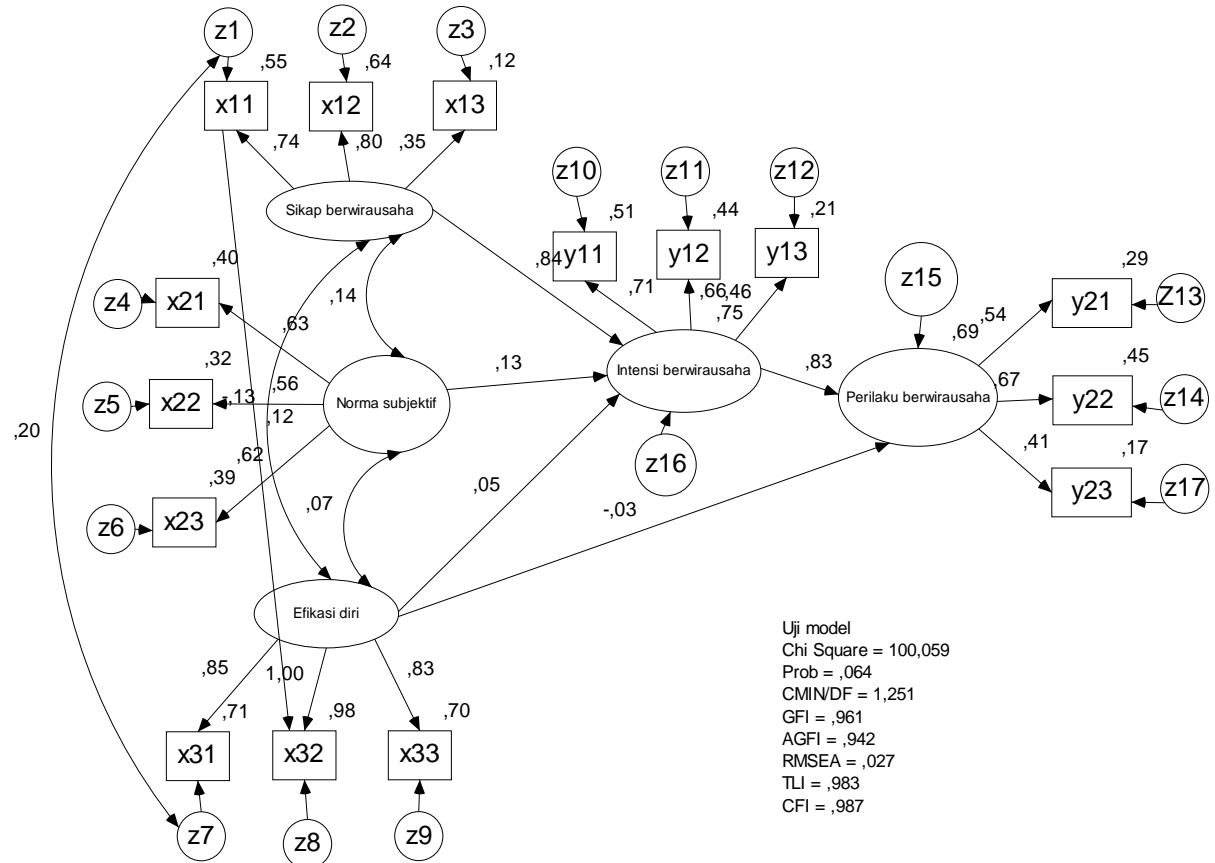 z1
z2
z3
,55
,64
,12
x11
x12
x13
,74
,80
,35
z10
z11
z12
Sikap berwirausaha
,51
,44
,21
,40
,84
y11
y12
y13
z15
,29
z4
x21
,14
,71
,66
,46
,75
y21
Z13
,63
,69
,54
,32
,56
,13
Intensi berwirausaha
,83
,45
z5
x22
-,13
,12
Norma subjektif
Perilaku berwirausaha
,67
y22
z14
,20
,62
,39
z16
,41
,17
z6
x23
,07
,05
-,03
y23
z17
Efikasi diri
,85
1,00
,83
,71
,98
,70
x31
x32
x33
z7
z8
z9
Uji model
Chi Square = 100,059
Prob = ,064
CMIN/DF = 1,251
GFI = ,961
AGFI = ,942
RMSEA = ,027
TLI = ,983
CFI = ,987